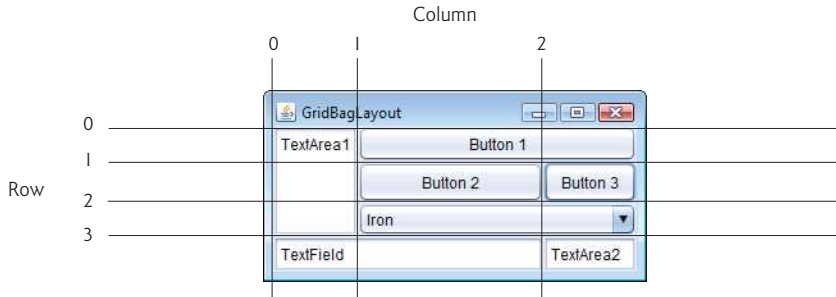 Column
0 1 2
GridBagLayout
0
TextArea1 Button 1
1
Button 2 Button 3
Row
2
Iron
3
TextField TextArea2